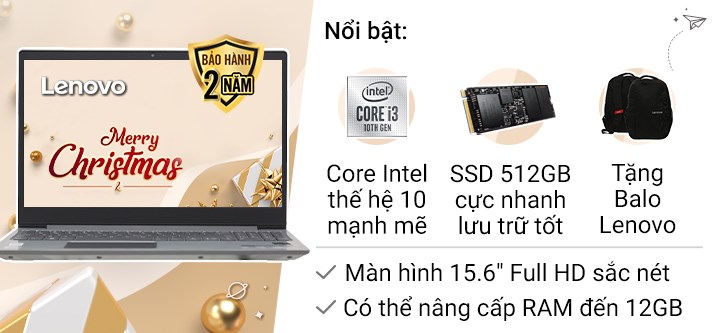 Lenovo
BẢO HÀNH
2 NĂM
Merry
Christmas
Nổi bật:
intel
CORE i3
10TH GEN
Core Intel
thế hệ 10
mạnh mẽ
SSD 512GB
cực nhanh
lưu trữ tốt
Tặng
Balo
Lenovo
Màn hình 15.6" Full HD sắc nét
Có thể nâng cấp RAM đến 12GB